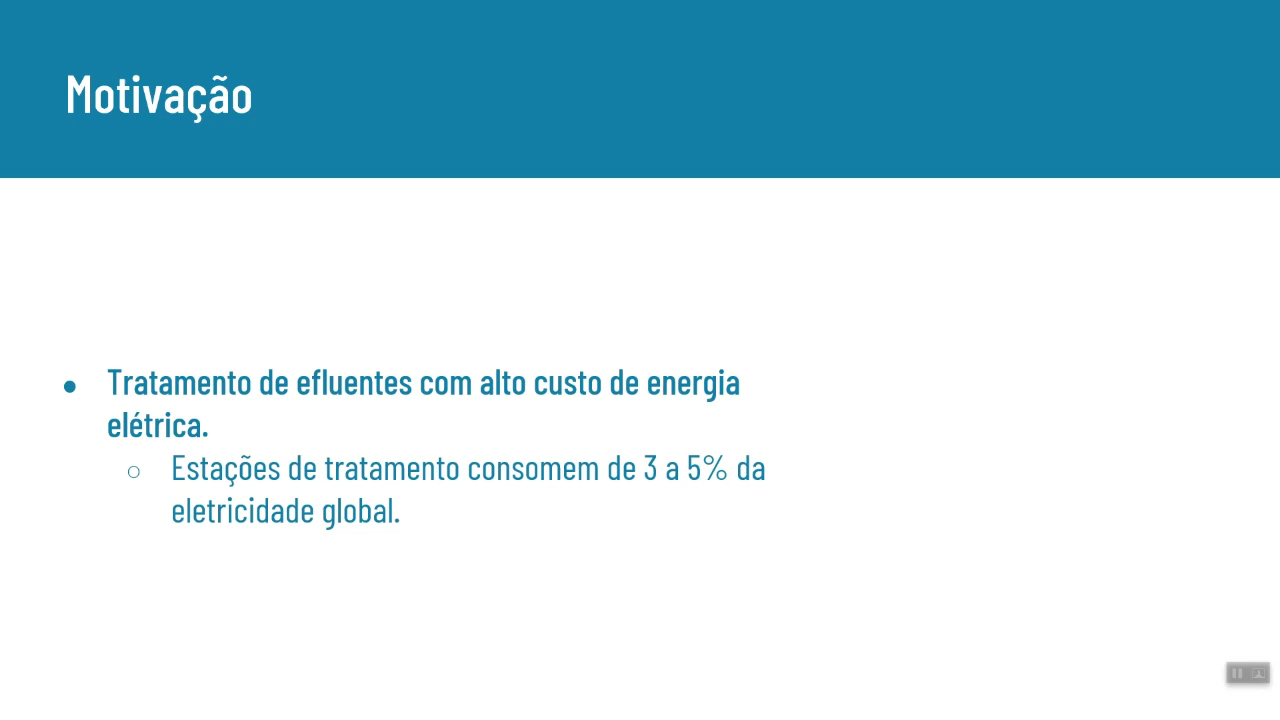 Motivação
● Tratamento de efluentes com alto custo de energia
elétrica.
○ Estações de tratamento consomem de 3 a 5% da
eletricidade global.